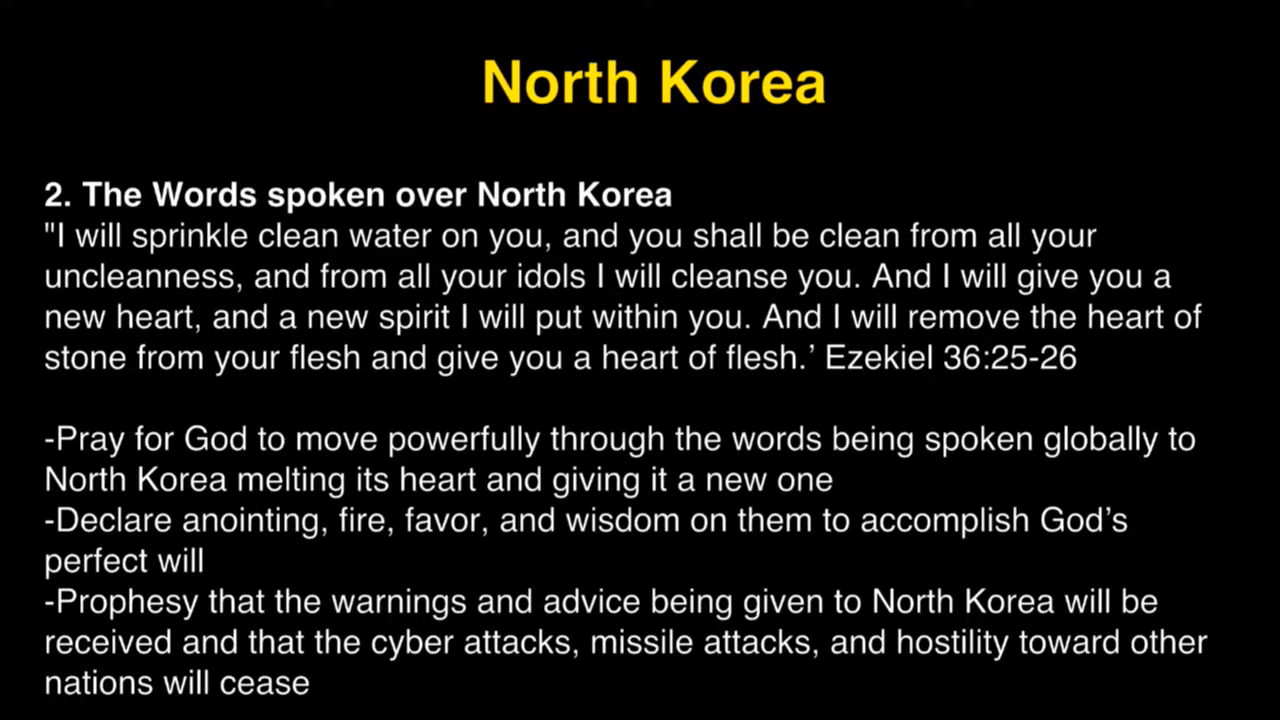 North Korea
2. The Words spoken over North Korea
"I will sprinkle clean water on you, and you shall be clean from all your
uncleanness, and from all your idols I will cleanse you. And I will give you a
new heart, and a new spirit I will put within you. And I will remove the heart of
stone from your flesh and give you a heart of flesh.’ Ezekiel 36:25-26
-Pray for God to move powerfully through the words being spoken globally to
North Korea melting its heart and giving it a new one
-Declare anointing, fire, favor, and wisdom on them to accomplish God’s
perfect will
-Prophesy that the warnings and advice being given to North Korea will be
received and that the cyber attacks, missile attacks, and hostility toward other
nations will cease